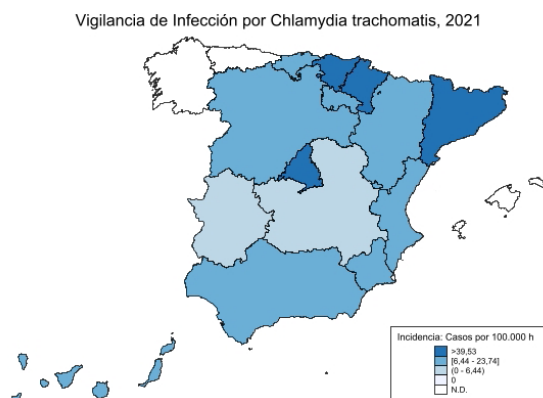 Vigilancia de Infección por Chlamydia trachomatis, 2021
Incidencia: Casos por 100.000 h
>39,53
[6,44 - 23,74]
(0 - 6,44)
0
N.D.